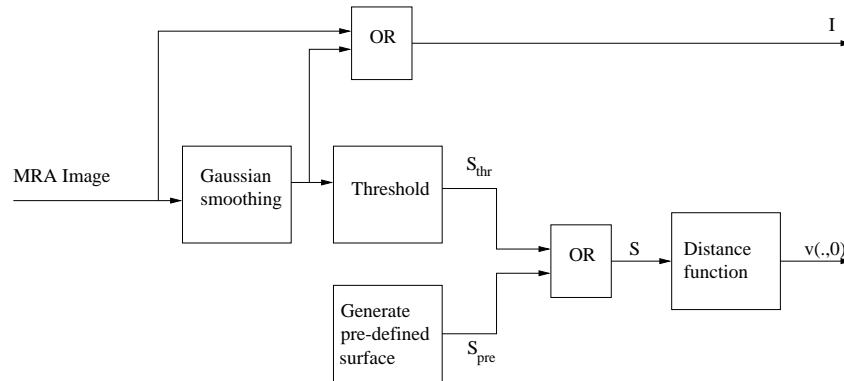 I
OR
MRA Image
Gaussian
smoothing
Threshold
S_thr
OR
S
Distance
function
v(.,0)
Generate
pre-defined
surface
S_pre